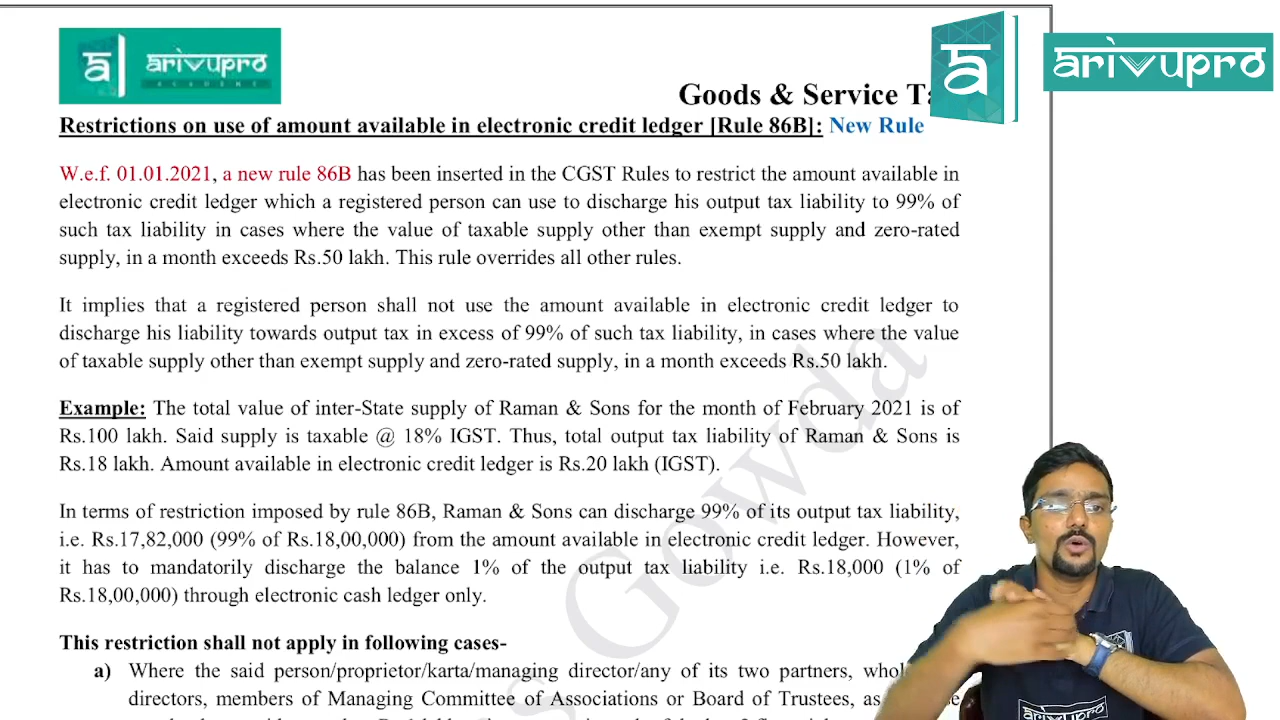 arivupro
ACADEMY
arivupro
Goods & Service
Restrictions on use of amount available in electronic credit ledger [Rule 86B]: New Rule
W.e.f. 01.01.2021, a new rule 86B has been inserted in the CGST Rules to restrict the amount available in
electronic credit ledger which a registered person can use to discharge his output tax liability to 99% of
such tax liability in cases where the value of taxable supply other than exempt supply and zero-rated
supply, in a month exceeds Rs.50 lakh. This rule overrides all other rules.
It implies that a registered person shall not use the amount available in electronic credit ledger to
discharge his liability towards output tax in excess of 99% of such tax liability, in cases where the value
of taxable supply other than exempt supply and zero-rated supply, in a month exceeds Rs.50 lakh.
Example: The total value of inter-State supply of Raman & Sons for the month of February 2021 is of
Rs.100 lakh. Said supply is taxable @ 18% IGST. Thus, total output tax liability of Raman & Sons is
Rs.18 lakh. Amount available in electronic credit ledger is Rs.20 lakh (IGST).
In terms of restriction imposed by rule 86B, Raman & Sons can discharge 99% of its output tax liability,
i.e. Rs.17,82,000 (99% of Rs.18,00,000) from the amount available in electronic credit ledger. However,
it has to mandatorily discharge the balance 1% of the output tax liability i.e. Rs.18,000 (1% of
Rs.18,00,000) through electronic cash ledger only.
This restriction shall not apply in following cases-
a) Where the said person/proprietor/karta/managing director/any of its two partners,
directors, members of Managing Committee of Associations or Board of Trustees, as
Gowda
arivupro